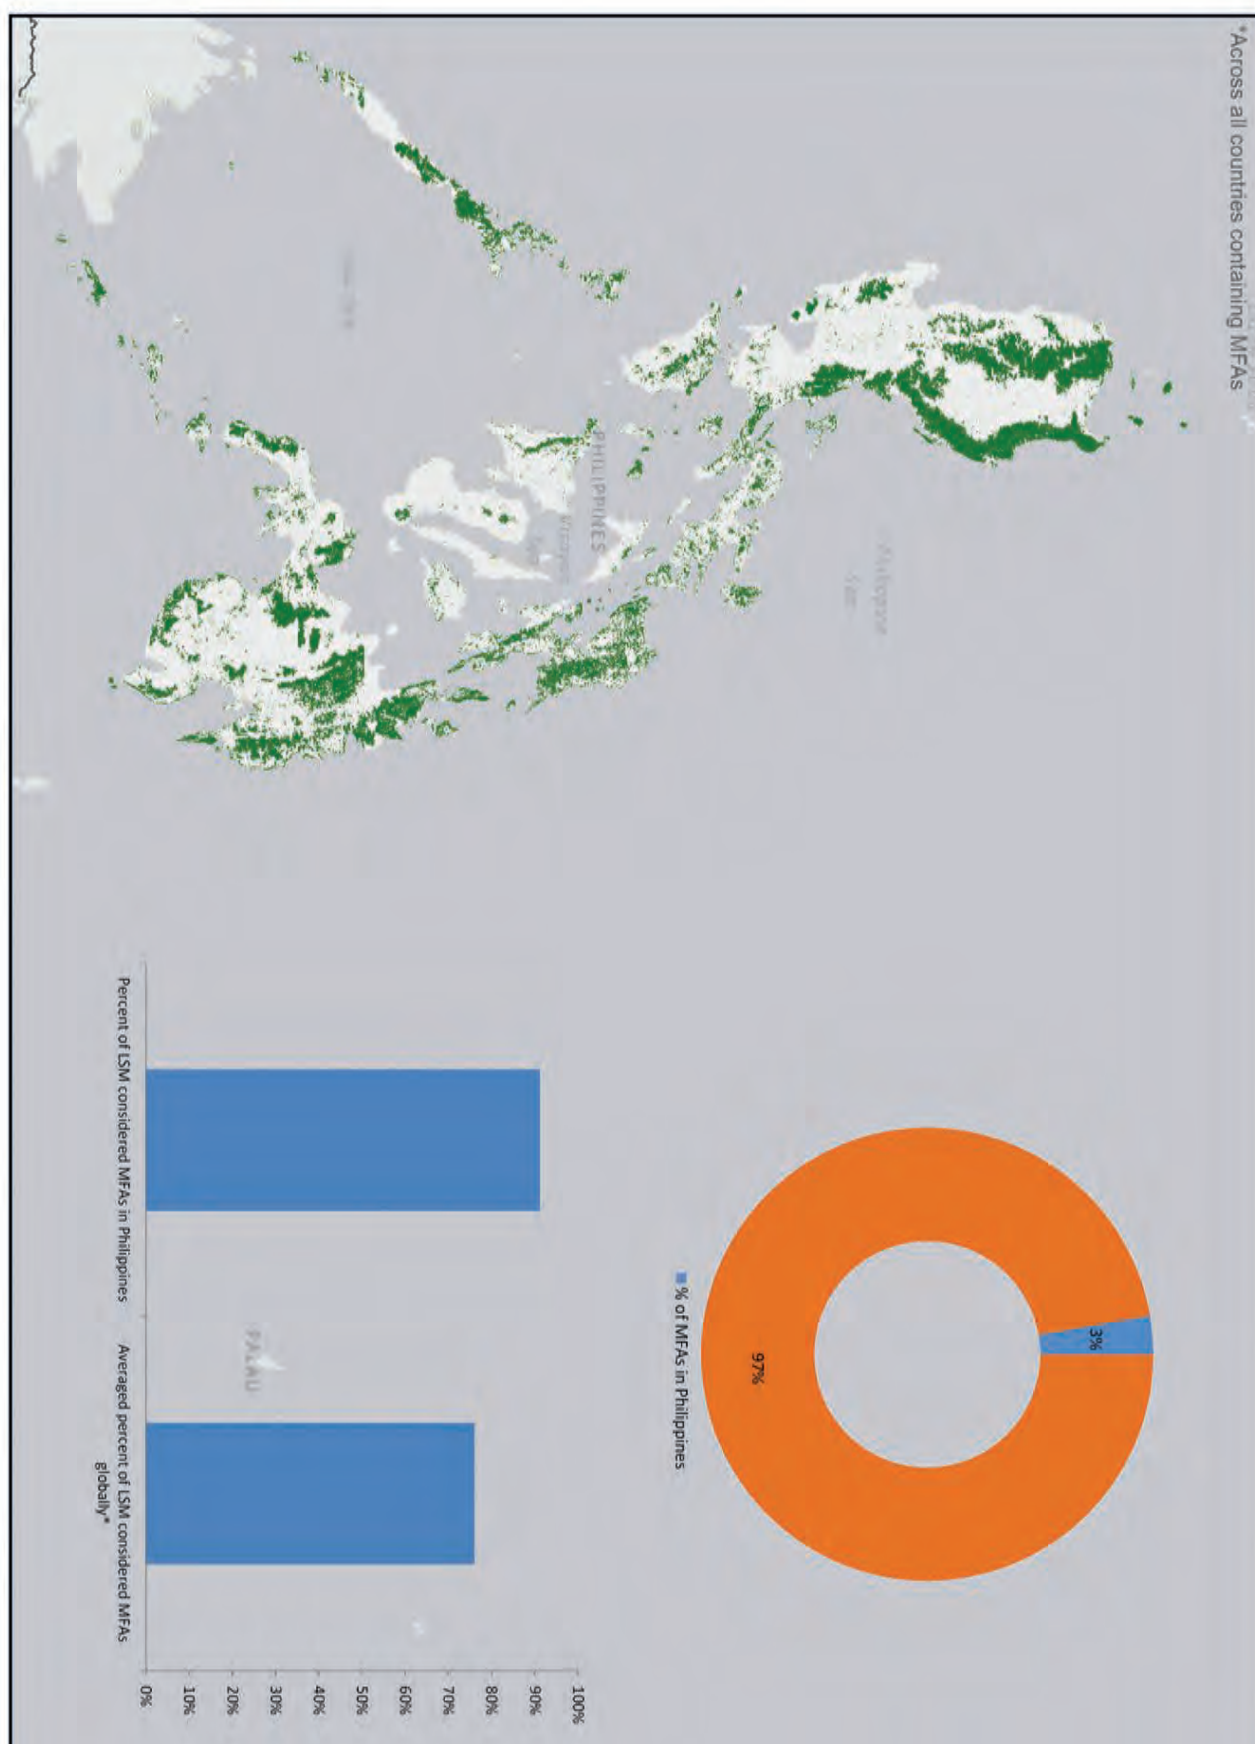 *Across all countries containing MFAs
3%
97%
% of MFAs in Philippines
PHILIPPINES
100%
90%
80%
70%
60%
50%
40%
30%
20%
10%
0%
PALAU
Percent of LSM considered MFAs in Philippines
Averaged percent of LSM considered MFAs
globally*